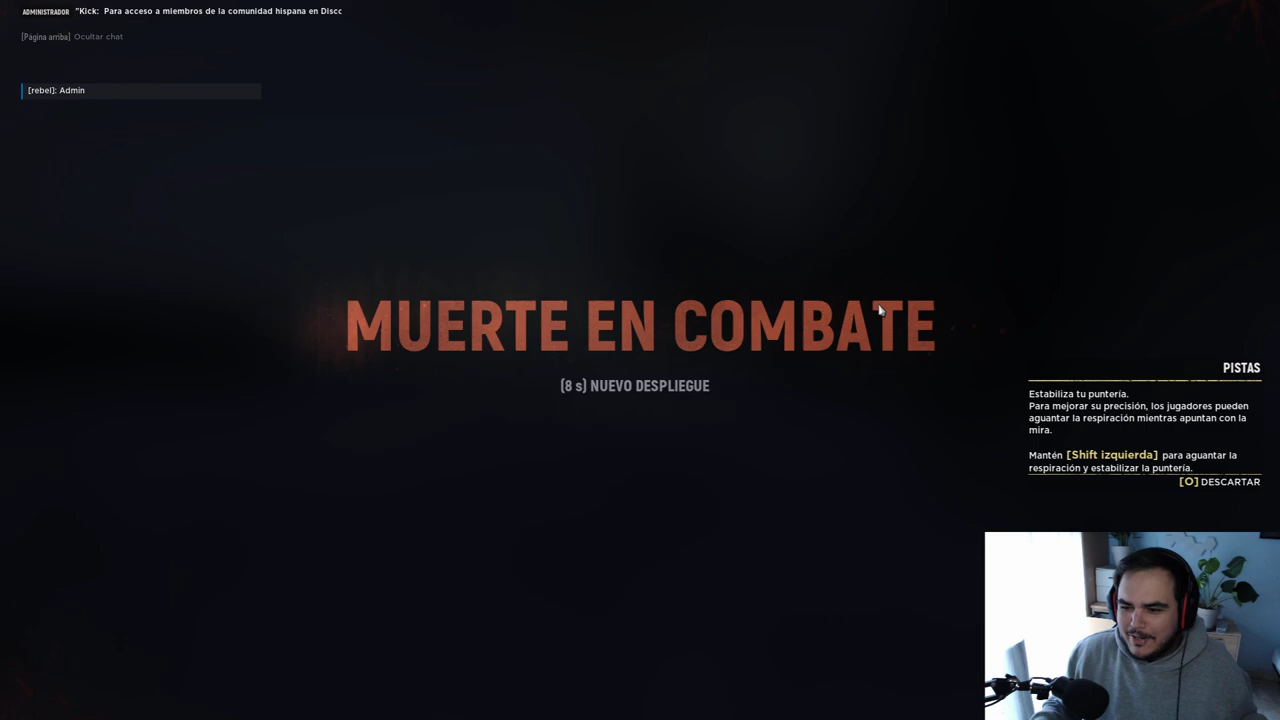 ADMINISTRADOR "Kick: Para acceso a miembros de la comunidad hispana en Disco
[Página arriba] Ocultar chat
[rebel]: Admin
MUERTE EN COMBATE
(8 s) NUEVO DESPLIEGUE
PISTAS
Estabiliza tu puntería.
Para mejorar su precisión, los jugadores pueden
aguantar la respiración mientras apuntan con la
mira.
Mantén [Shift izquierda] para aguantar la
respiración y estabilizar la puntería.
[O] DESCARTAR